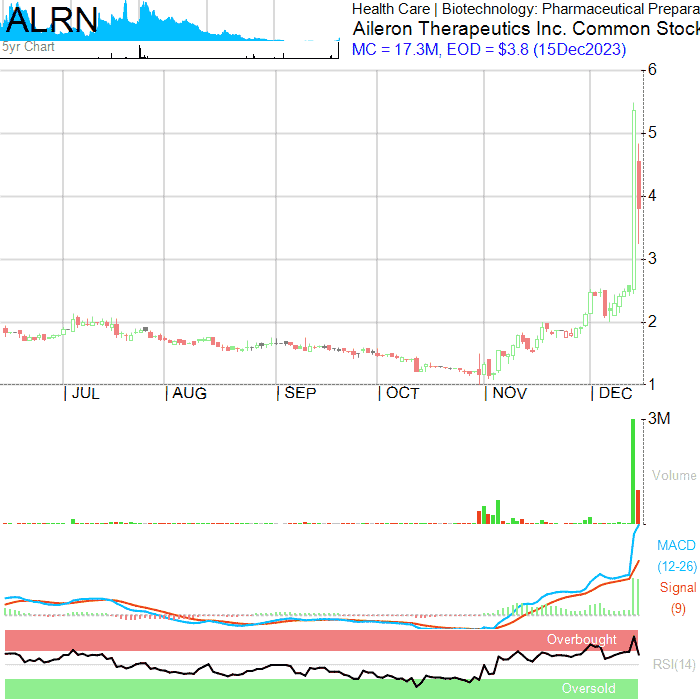 ALRN
5yr Chart
Health Care | Biotechnology: Pharmaceutical Prepara
Aileron Therapeutics Inc. Common Stock
MC = 17.3M, EOD = $3.8 (15Dec2023)
6
5
4
3
2
1
JUL
AUG
SEP
OCT
NOV
DEC
3M
Volume
MACD
(12-26)
Signal
(9)
Overbought
RSI(14)
Oversold